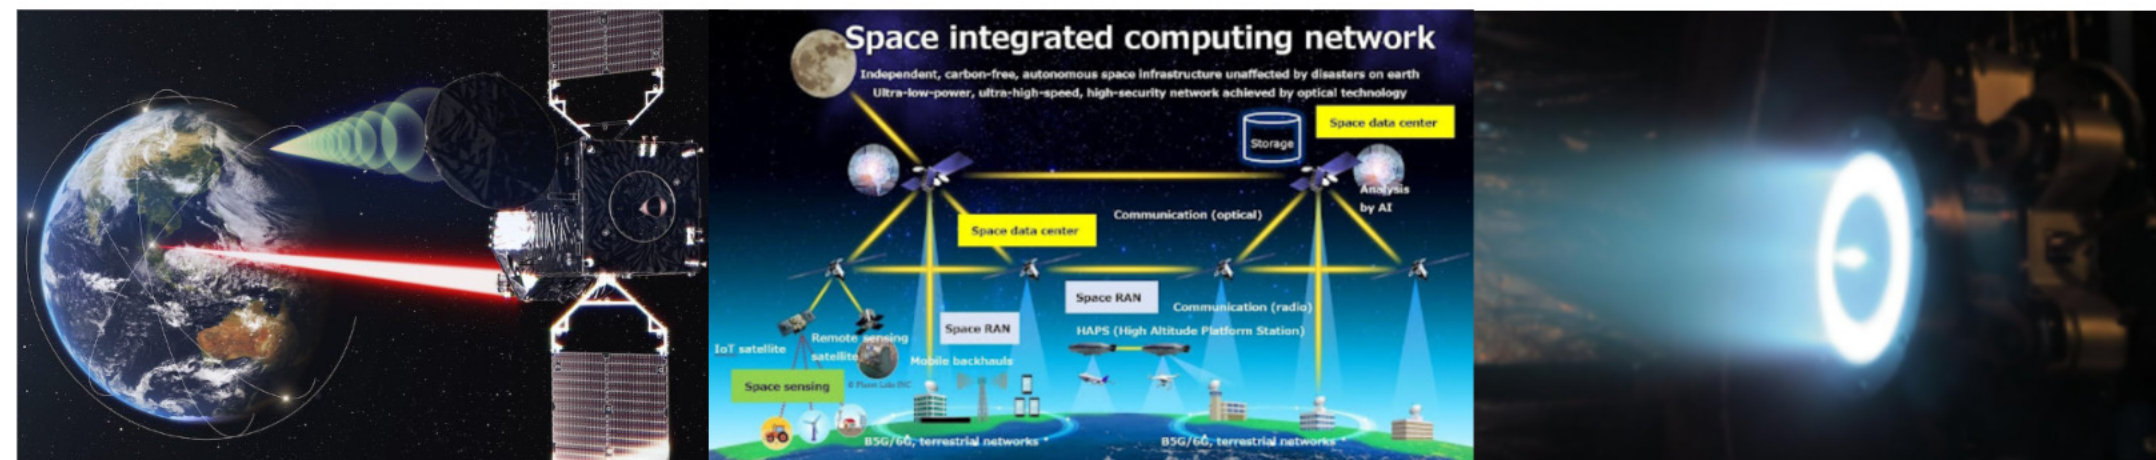 Space integrated computing network
Independent, carbon-free, autonomous space infrastructure unaffected by disasters on earth
Ultra-low-power, ultra-high-speed, high-security network achieved by optical technology
Space data center
Storage
Analysis
by AI
Communication (optical)
Space data center
Space RAN
Communication (radio)
Space RAN
HAPS (High Altitude Platform Station)
IoT satellite
Remote sensing
satellite
Mobile backhauls
Space sensing
© Planet Labs INC
B5G/6G, terrestrial networks
B5G/6G, terrestrial networks